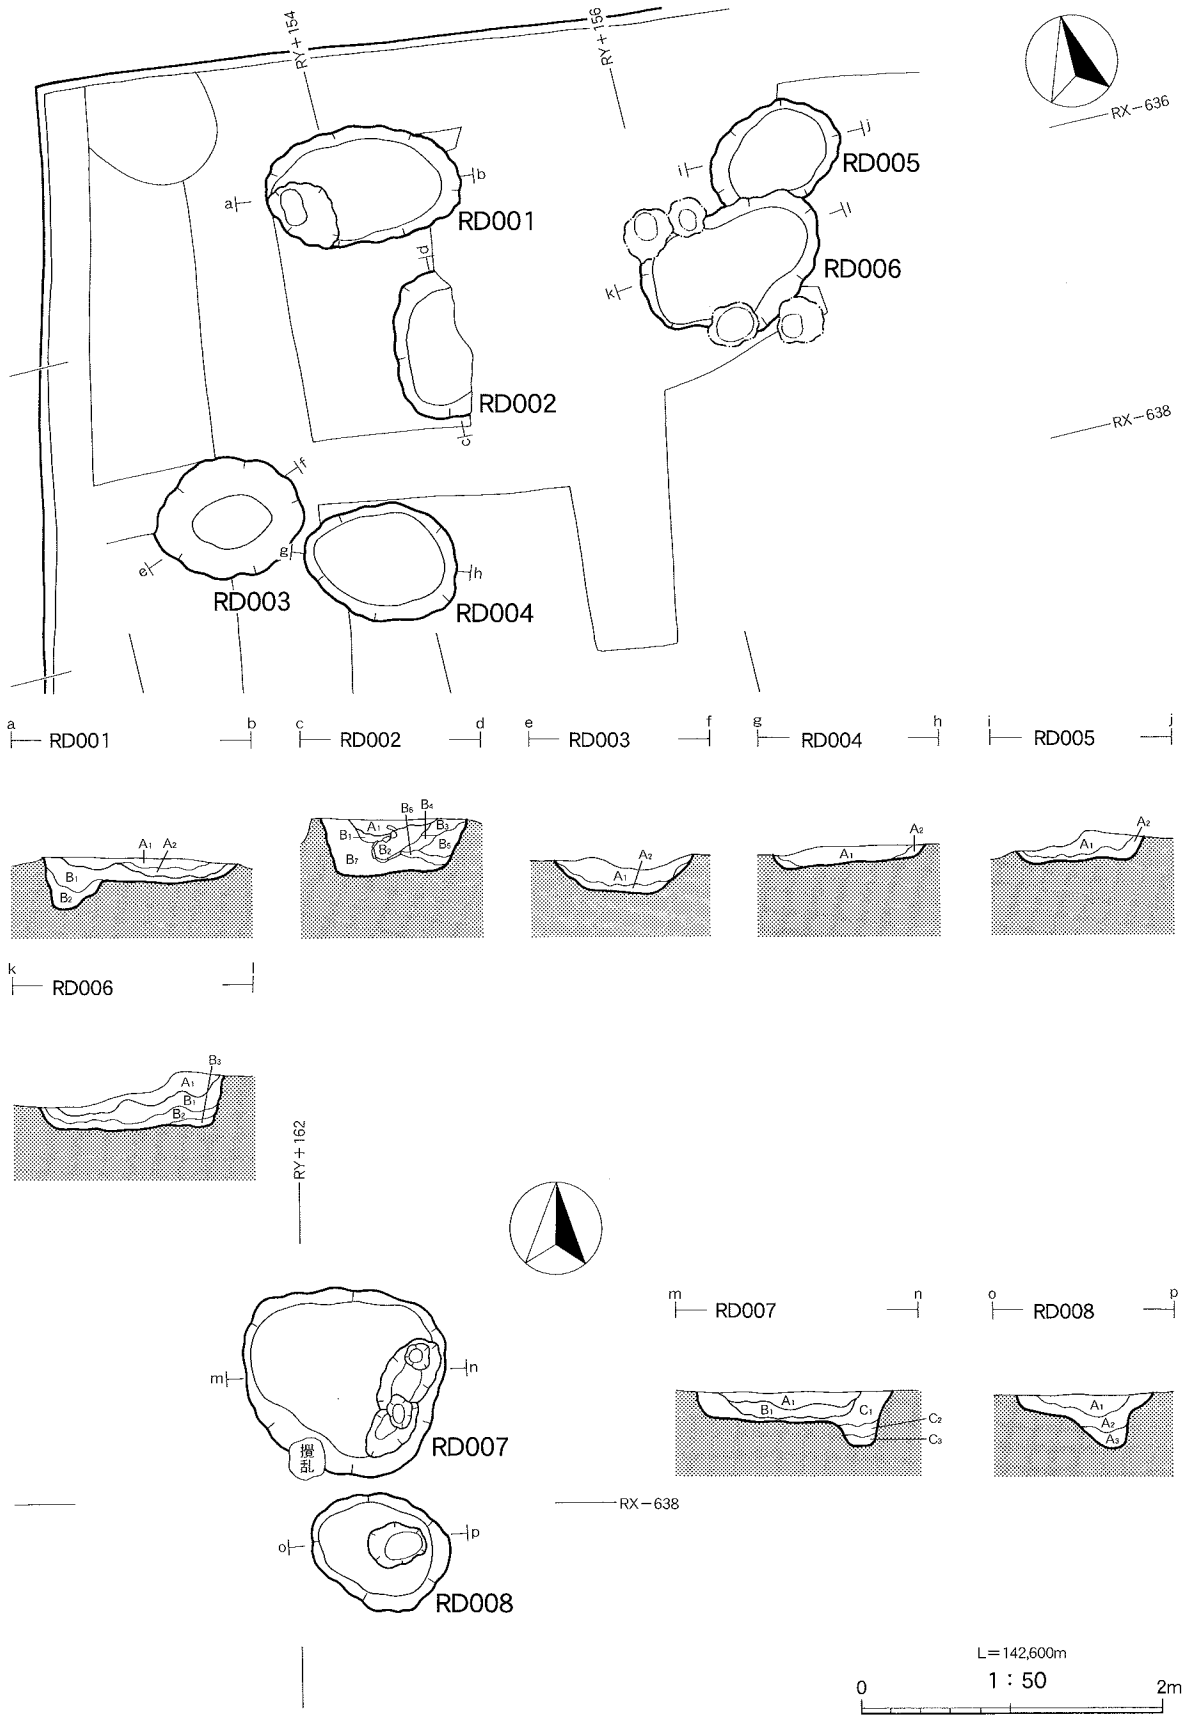 RY+154
RY+156
RX-636
a
b
RD001
i
j
RD005
l
k
RD006
d
c
RD002
RX-638
e
f
RD003
g
h
RD004
a RD001 b
A1 A2
B1
B2
c RD002 d
B6 B4
A1 B3
B1 B2 B5
B7
e RD003 f
A2
A1
g RD004 h
A2
A1
i RD005 j
A2
A1
k RD006 l
B3
A1
B1
B2
RY+162
m
n
RD007
攪乱
RX-638
o
p
RD008
m RD007 n
A1
B1 C1
C2
C3
o RD008 p
A1
A2
A3
L=142,600m
1:50
0 2m